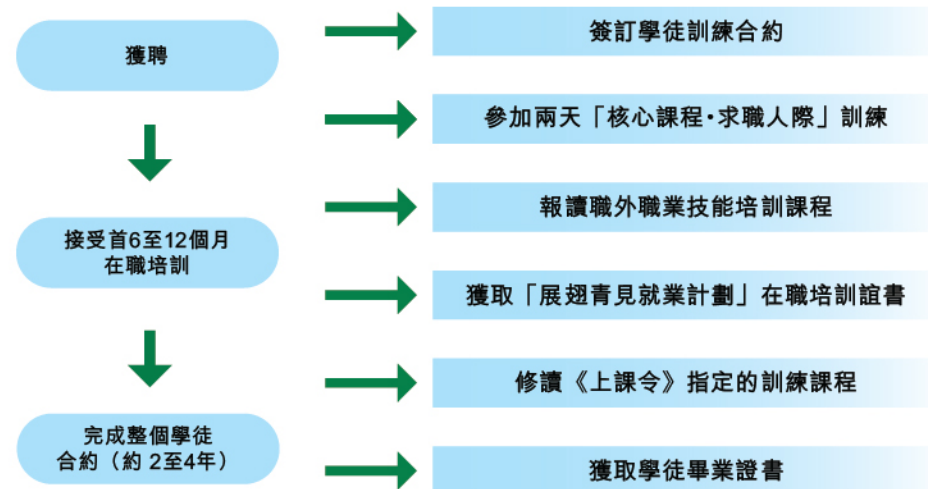 獲聘
簽訂學徒訓練合約
參加兩天「核心課程•求職人際」訓練
報讀職外職業技能培訓課程
接受首6至12個月
在職培訓
獲取「展翅青見就業計劃」在職培訓誼書
修讀《上課令》指定的訓練課程
完成整個學徒
合約（約 2至4年）
獲取學徒畢業證書